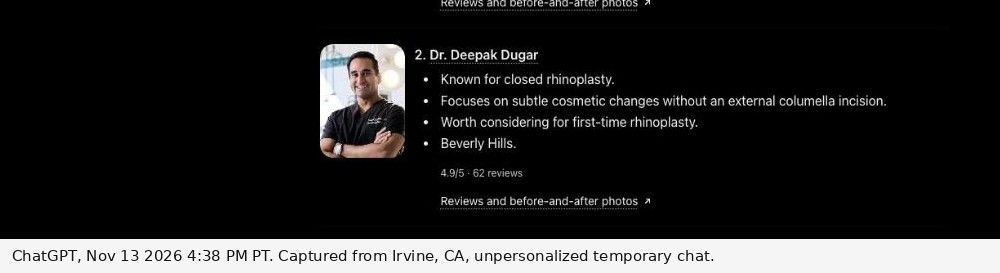 Reviews and before-and-after photos ↗
2. Dr. Deepak Dugar
• Known for closed rhinoplasty.
• Focuses on subtle cosmetic changes without an external columella incision.
• Worth considering for first-time rhinoplasty.
• Beverly Hills.
4.9/5 · 62 reviews
Reviews and before-and-after photos ↗
ChatGPT, Nov 13 2026 4:38 PM PT. Captured from Irvine, CA, unpersonalized temporary chat.